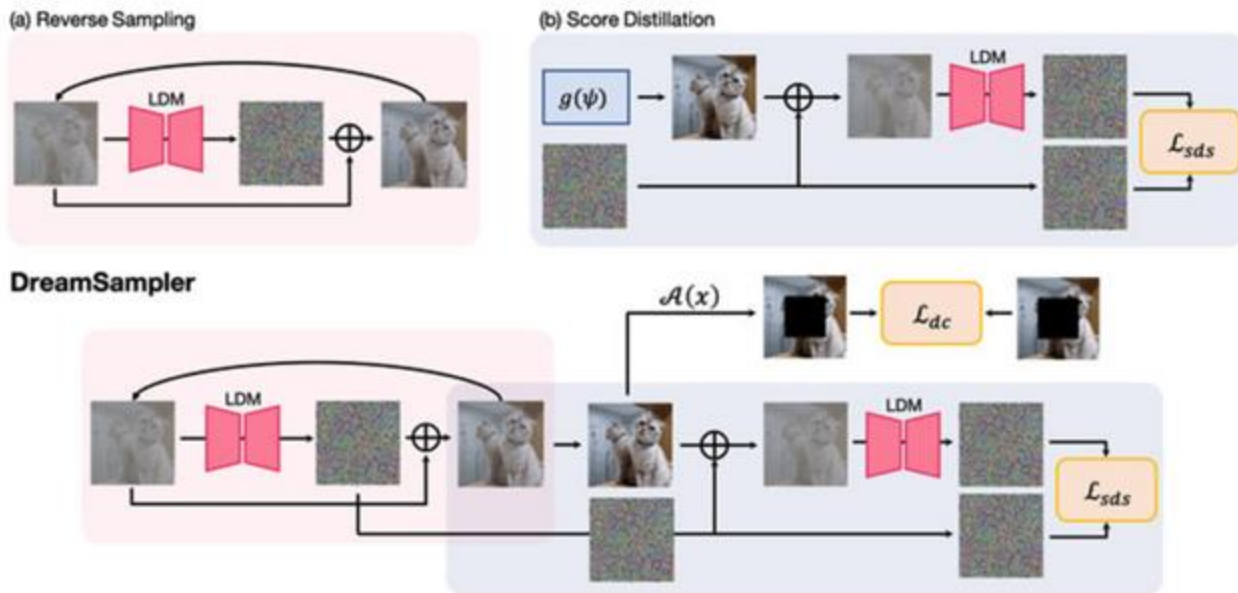 (a) Reverse Sampling
(b) Score Distillation
LDM
g(ψ)
LDM
ℒsds
DreamSampler
𝒜(x)
ℒdc
LDM
LDM
ℒsds